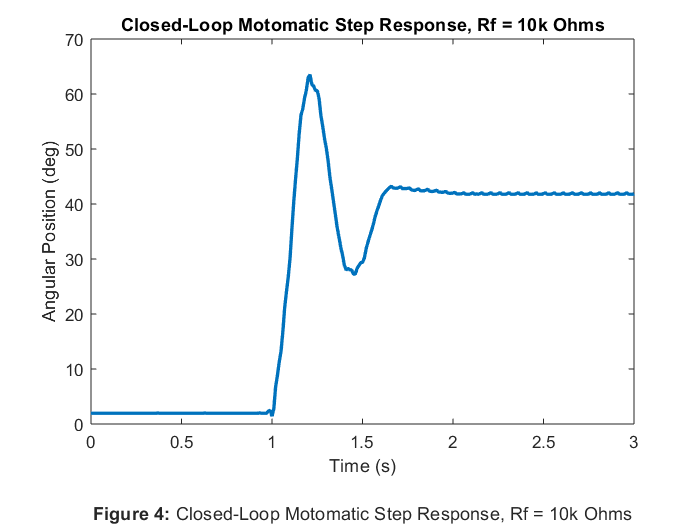 Closed-Loop Motomatic Step Response, Rf = 10k Ohms
70
60
50
40
30
20
10
0
Angular Position (deg)
0 0.5 1 1.5 2 2.5 3
Time (s)
Figure 4: Closed-Loop Motomatic Step Response, Rf = 10k Ohms